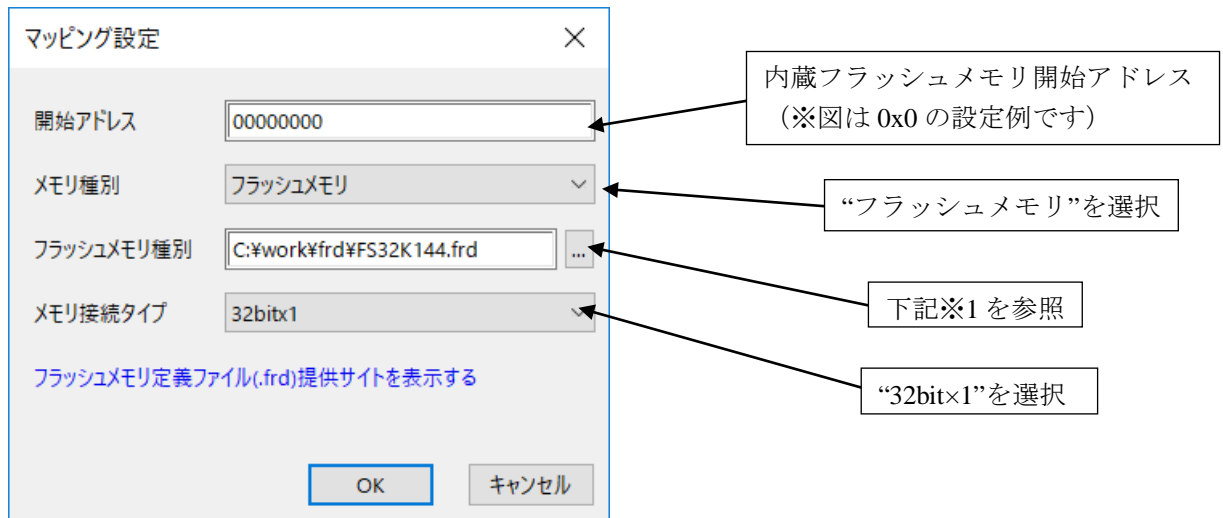 マッピング設定
開始アドレス
00000000
メモリ種別
フラッシュメモリ
フラッシュメモリ種別
C:¥work¥frd¥FS32K144.frd
...
メモリ接続タイプ
32bitx1
フラッシュメモリ定義ファイル(.frd)提供サイトを表示する
OK
キャンセル
内蔵フラッシュメモリ開始アドレス
（※図は 0x0 の設定例です）
“フラッシュメモリ”を選択
下記※1 を参照
“32bit×1”を選択